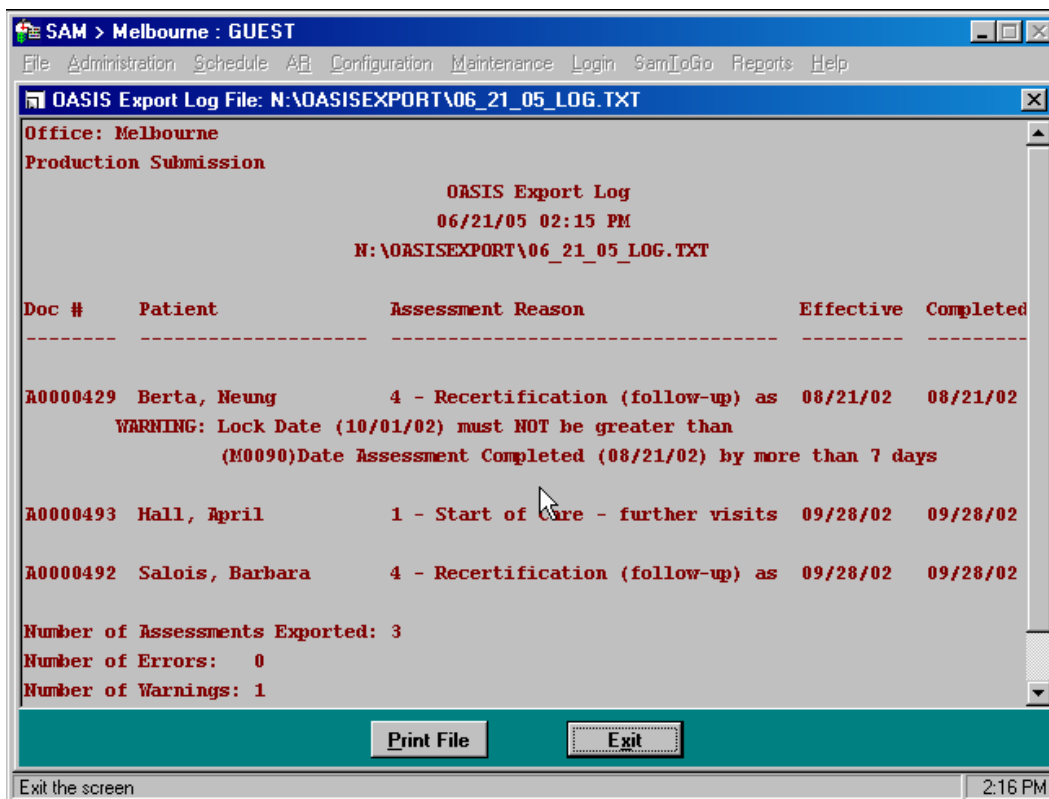 SAM > Melbourne : GUEST
File Administration Schedule AR Configuration Maintenance Login SamToGo Reports Help
OASIS Export Log File: N:\OASISEXPORT\06_21_05_LOG.TXT
Office: Melbourne
Production Submission
OASIS Export Log
06/21/05 02:15 PM
N:\OASISEXPORT\06_21_05_LOG.TXT
Doc # Patient Assessment Reason Effective Completed
-------- -------------------- ---------------------------------- --------- ---------
A0000429 Berta, Neung 4 - Recertification (follow-up) as 08/21/02 08/21/02
WARNING: Lock Date (10/01/02) must NOT be greater than
(M0090)Date Assessment Completed (08/21/02) by more than 7 days
A0000493 Hall, April 1 - Start of Care - further visits 09/28/02 09/28/02
A0000492 Salois, Barbara 4 - Recertification (follow-up) as 09/28/02 09/28/02
Number of Assessments Exported: 3
Number of Errors: 0
Number of Warnings: 1
Print File Exit
Exit the screen 2:16 PM